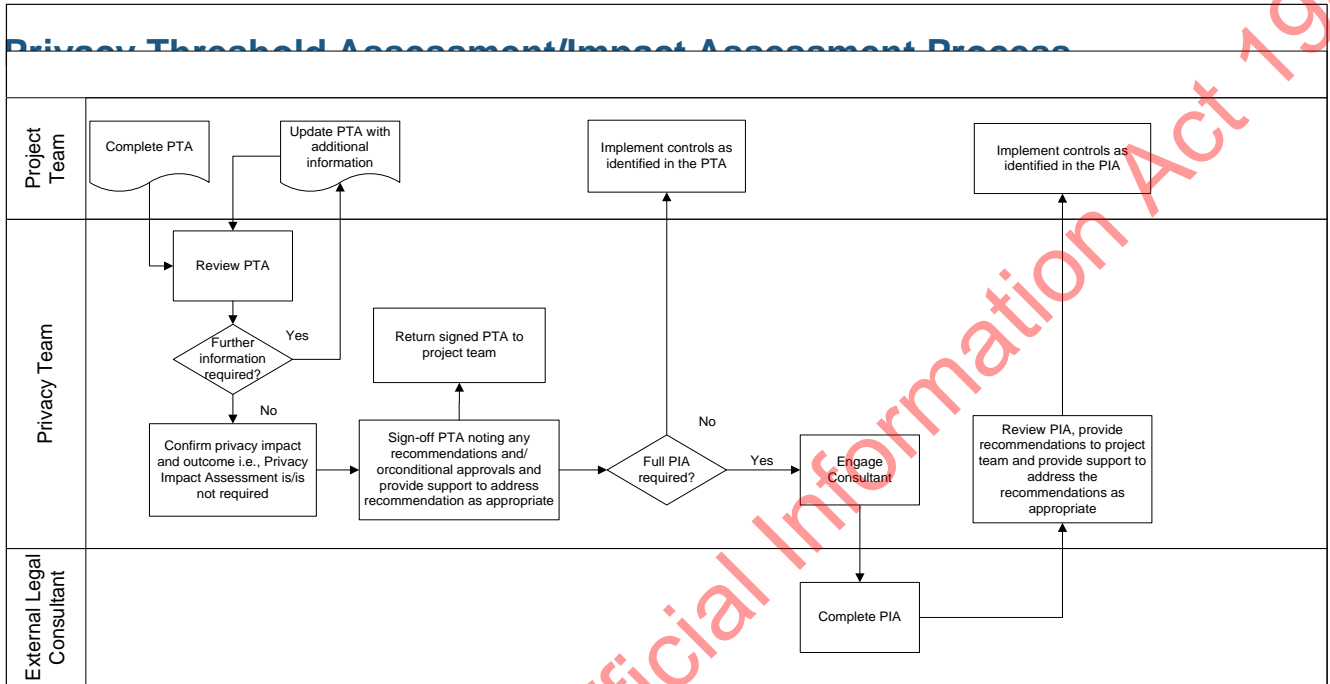 Privacy Threshold Assessment/Impact Assessment Process
Project
Team
Complete PTA
Update PTA with
additional
information
Implement controls as
identified in the PTA
Implement controls as
identified in the PIA
Privacy Team
Review PTA
Further
information
required?
Yes
No
Return signed PTA to
project team
Confirm privacy impact
and outcome i.e., Privacy
Impact Assessment is/is
not required
Sign-off PTA noting any
recommendations and/
orconditional approvals and
provide support to address
recommendation as appropriate
No
Full PIA
required?
Yes
Engage
Consultant
Review PIA, provide
recommendations to project
team and provide support to
address the
recommendations as
appropriate
External Legal
Consultant
Complete PIA
ficial Information Act 19